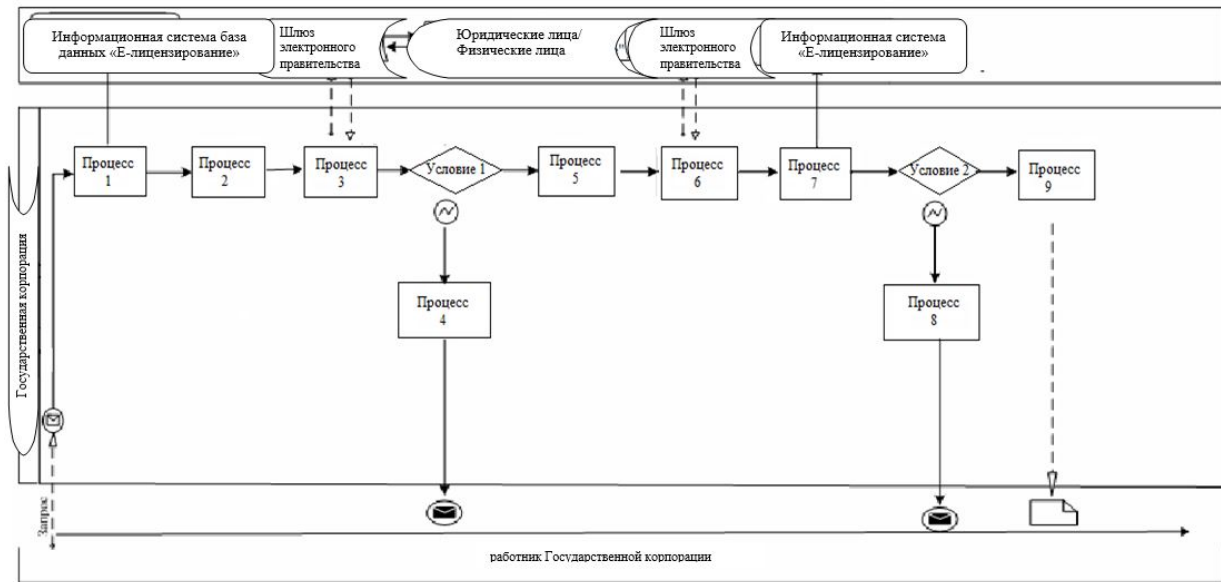 Информационная система база
данных «Е-лицензирование»
Шлюз
электронного
правительства
Юридические лица/
Физические лица
Шлюз
электронного
правительства
Информационная система
«Е-лицензирование»
Государственная корпорация
Процесс
1
Процесс
2
Процесс
3
Условие 1
Процесс
5
Процесс
6
Процесс
7
Условие 2
Процесс
9
Процесс
4
Процесс
8
Запрос
работник Государственной корпорации